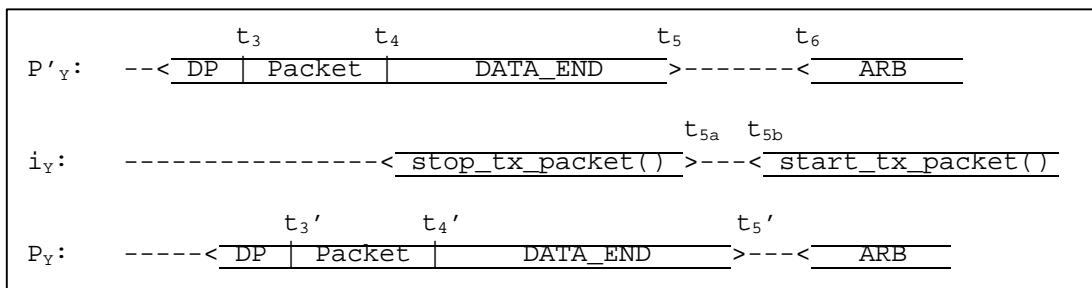 t3 t4 t5 t6
P'Y: --< DP | Packet | DATA_END >-------< ARB
t5a t5b
iY: ----------------< stop_tx_packet() >---< start_tx_packet()
t3' t4' t5'
PY: -----< DP | Packet | DATA_END >---< ARB